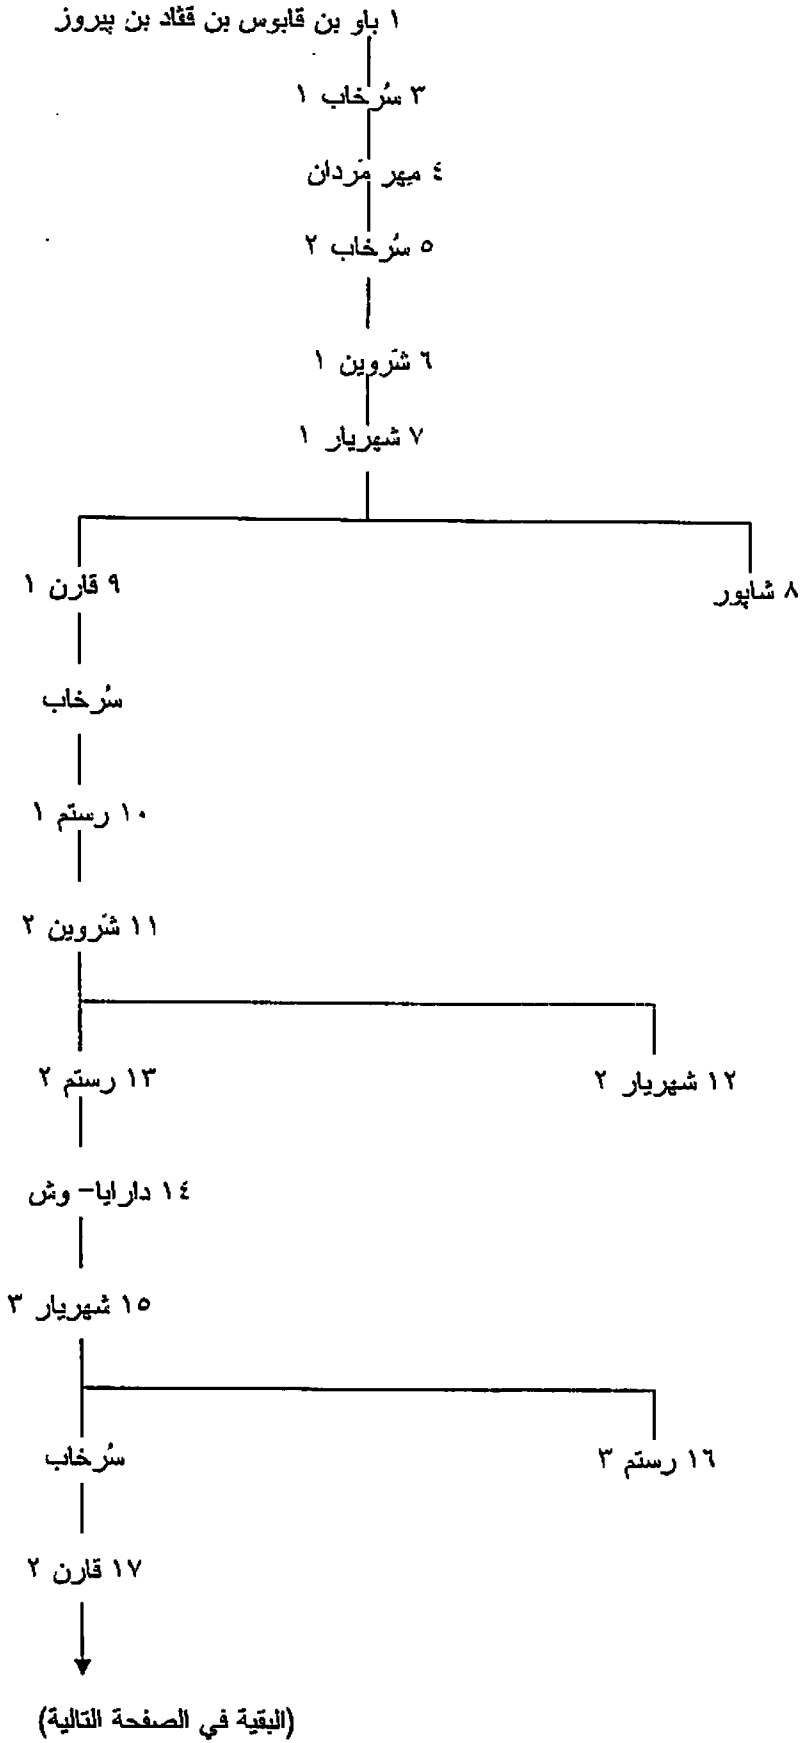 ١ باو بن قابوس بن قڤاد بن پيروز
٣ سُرخاب ١
٤ مِهر مَردان
٥ سُرخاب ٢
٦ شَروين ١
٧ شهريار ١
٨ شاپور
٩ قارن ١
سُرخاب
١٠ رستم ١
١١ شَروين ٢
١٢ شهريار ٢
١٣ رستم ٢
١٤ دارايا– وش
١٥ شهريار ٣
١٦ رستم ٣
سُرخاب
١٧ قارن ٢
(البقية في الصفحة التالية)